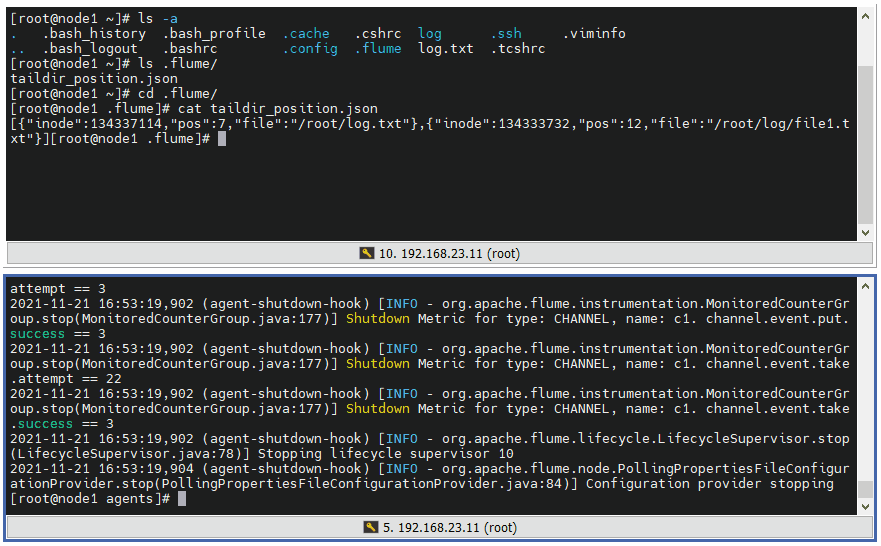 [root@node1 ~]# ls -a
.  .bash_history  .bash_profile  .cache  .cshrc  log  .ssh  .viminfo
..  .bash_logout  .bashrc  .config  .flume  log.txt  .tcshrc
[root@node1 ~]# ls .flume/
taildir_position.json
[root@node1 ~]# cd .flume/
[root@node1 .flume]# cat taildir_position.json
[{"inode":134337114,"pos":7,"file":"/root/log.txt"},{"inode":134333732,"pos":12,"file":"/root/log/file1.t
xt"}][root@node1 .flume]#
10. 192.168.23.11 (root)
attempt == 3
2021-11-21 16:53:19,902 (agent-shutdown-hook) [INFO - org.apache.flume.instrumentation.MonitoredCounterGr
oup.stop(MonitoredCounterGroup.java:177)] Shutdown Metric for type: CHANNEL, name: c1. channel.event.put.
success == 3
2021-11-21 16:53:19,902 (agent-shutdown-hook) [INFO - org.apache.flume.instrumentation.MonitoredCounterGr
oup.stop(MonitoredCounterGroup.java:177)] Shutdown Metric for type: CHANNEL, name: c1. channel.event.take
.attempt == 22
2021-11-21 16:53:19,902 (agent-shutdown-hook) [INFO - org.apache.flume.instrumentation.MonitoredCounterGr
oup.stop(MonitoredCounterGroup.java:177)] Shutdown Metric for type: CHANNEL, name: c1. channel.event.take
.success == 3
2021-11-21 16:53:19,902 (agent-shutdown-hook) [INFO - org.apache.flume.lifecycle.LifecycleSupervisor.stop
(LifecycleSupervisor.java:78)] Stopping lifecycle supervisor 10
2021-11-21 16:53:19,904 (agent-shutdown-hook) [INFO - org.apache.flume.node.PollingPropertiesFileConfigur
ationProvider.stop(PollingPropertiesFileConfigurationProvider.java:84)] Configuration provider stopping
[root@node1 agents]#
5. 192.168.23.11 (root)